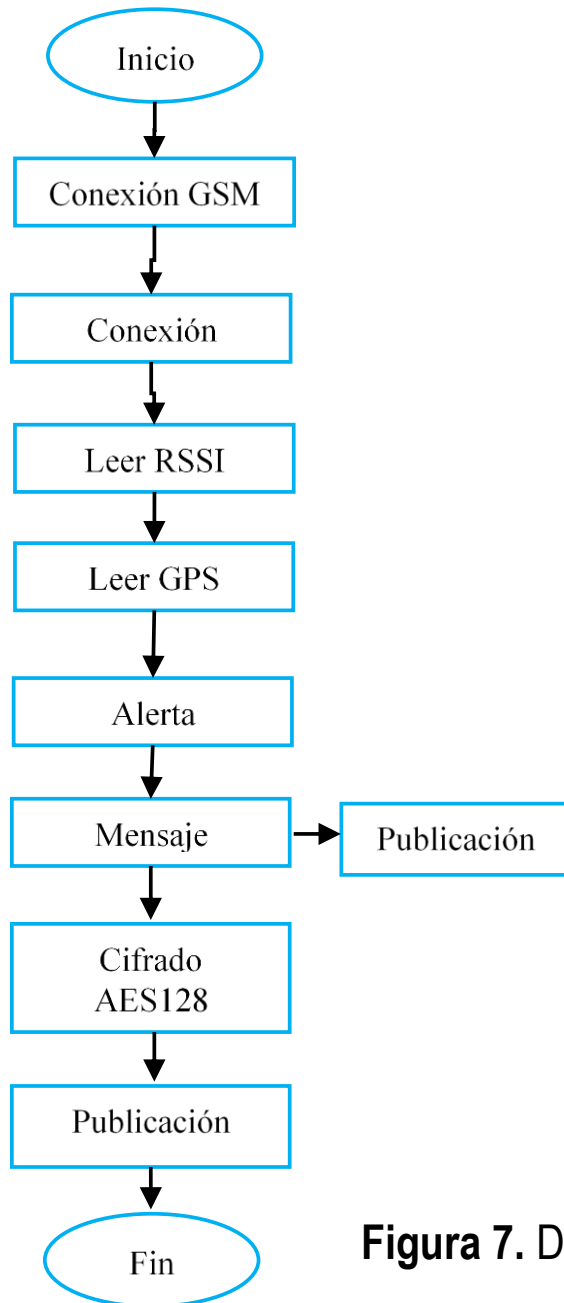 Inicio
Conexión GSM
Conexión
Leer RSSI
Leer GPS
Alerta
Mensaje
Publicación
Cifrado
AES128
Publicación
Fin
Figura 7. D